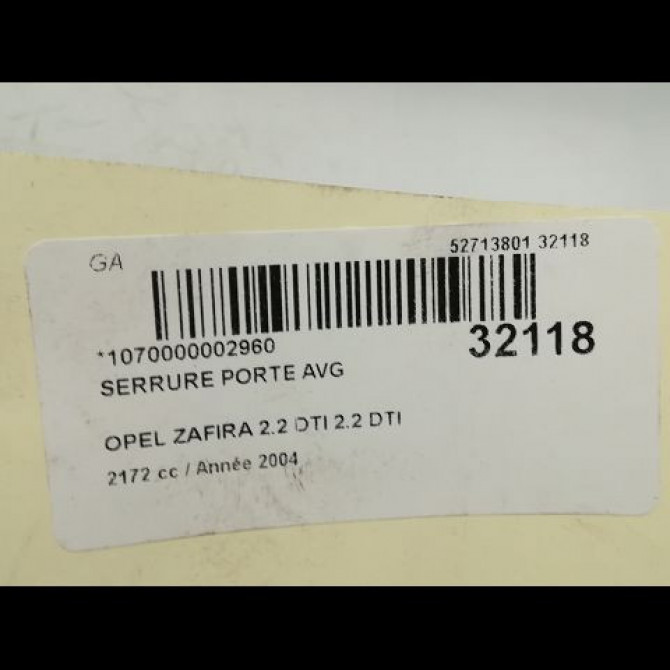 GA
52713801 32118
*1070000002960
32118
SERRURE PORTE AVG
OPEL ZAFIRA 2.2 DTI 2.2 DTI
2172 cc / Année 2004